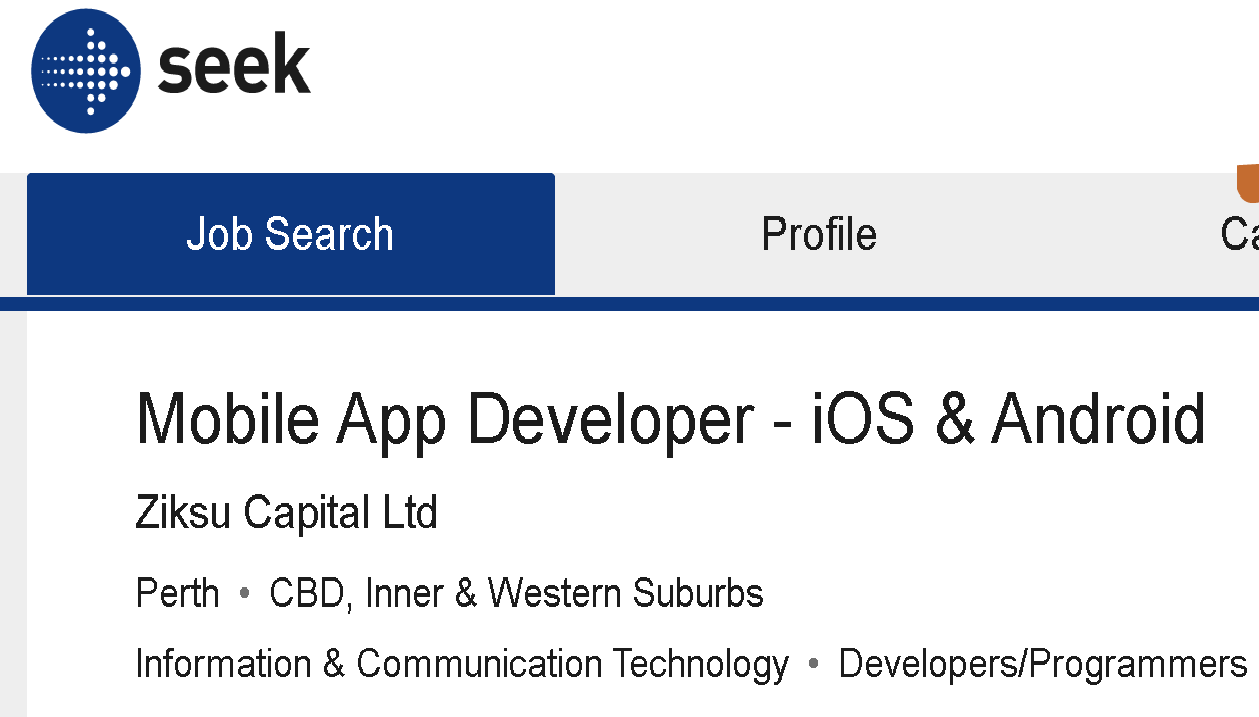 seek
Job Search Profile Ca
Mobile App Developer - iOS & Android
Ziksu Capital Ltd
Perth • CBD, Inner & Western Suburbs
Information & Communication Technology • Developers/Programmers